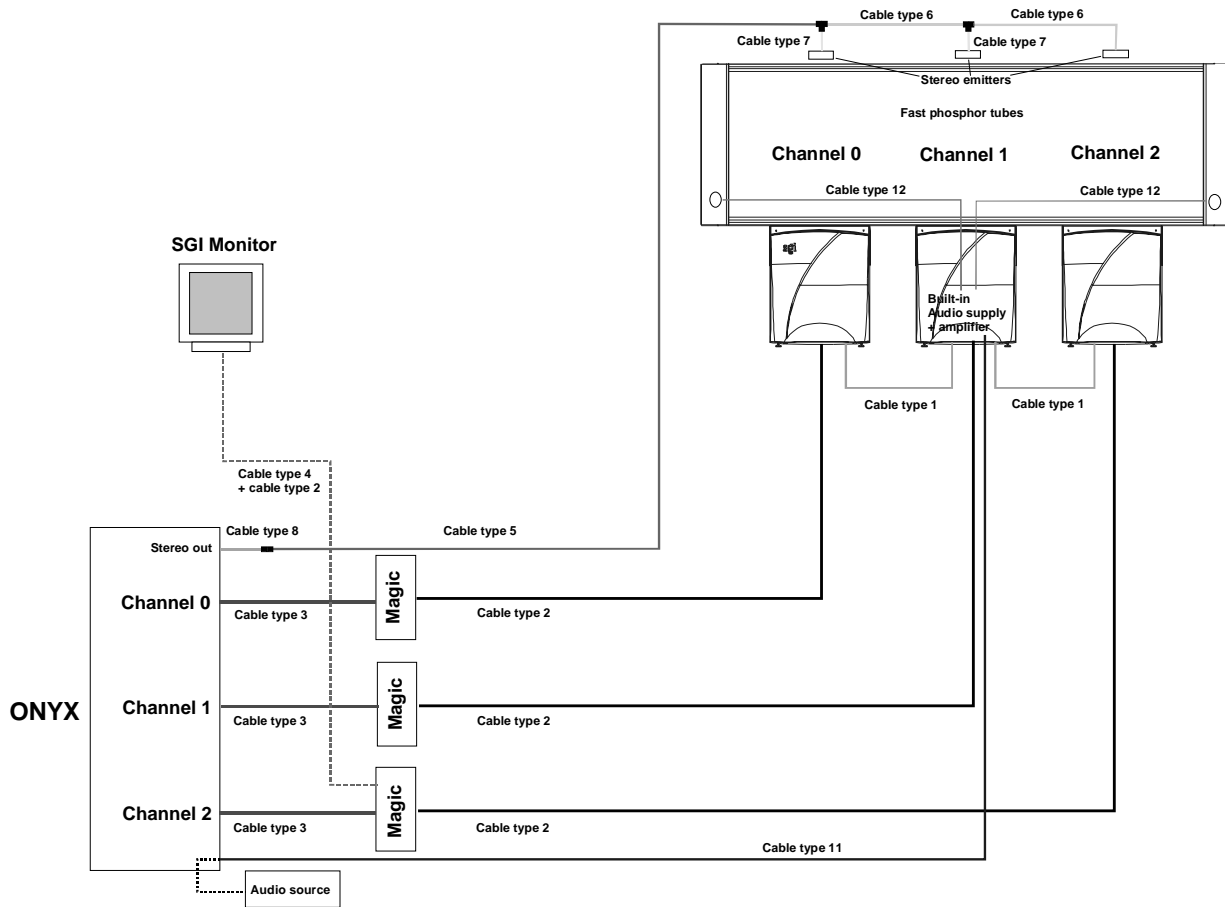 Cable type 6
Cable type 6
Cable type 7
Cable type 7
Stereo emitters
Fast phosphor tubes
Channel 0
Channel 1
Channel 2
Cable type 12
Cable type 12
SGI Monitor
sgi
Built-in
Audio supply
+ amplifier
Cable type 1
Cable type 1
Cable type 4
+ cable type 2
Cable type 8
Cable type 5
Stereo out
Channel 0
Cable type 3
Magic
Cable type 2
ONYX
Channel 1
Cable type 3
Magic
Cable type 2
Channel 2
Cable type 3
Magic
Cable type 2
Cable type 11
Audio source